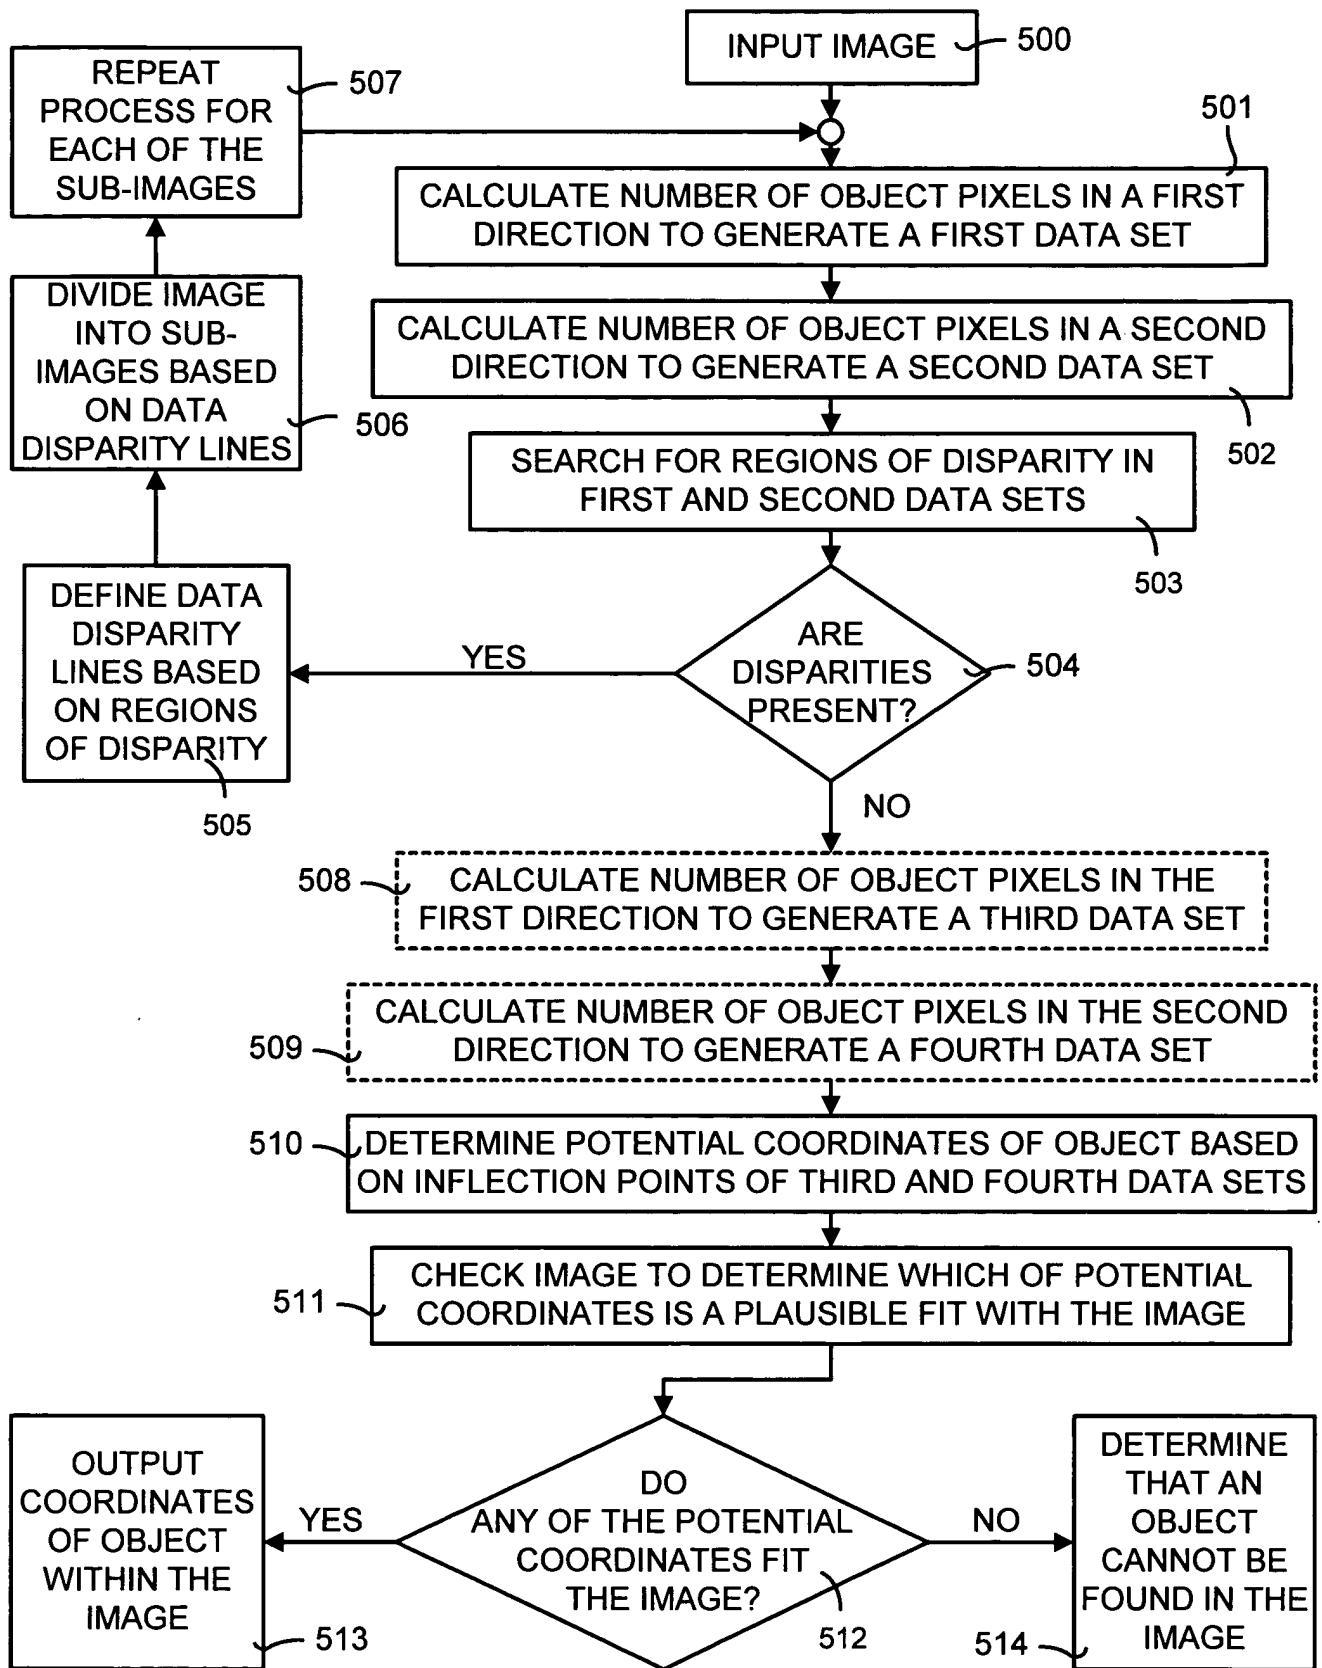 INPUT IMAGE
500
REPEAT
PROCESS FOR
EACH OF THE
SUB-IMAGES
507
501
CALCULATE NUMBER OF OBJECT PIXELS IN A FIRST
DIRECTION TO GENERATE A FIRST DATA SET
DIVIDE IMAGE
INTO SUB-
IMAGES BASED
ON DATA
DISPARITY LINES
506
CALCULATE NUMBER OF OBJECT PIXELS IN A SECOND
DIRECTION TO GENERATE A SECOND DATA SET
502
SEARCH FOR REGIONS OF DISPARITY IN
FIRST AND SECOND DATA SETS
503
DEFINE DATA
DISPARITY
LINES BASED
ON REGIONS
OF DISPARITY
505
YES
ARE
DISPARITIES
PRESENT?
504
NO
508
CALCULATE NUMBER OF OBJECT PIXELS IN THE
FIRST DIRECTION TO GENERATE A THIRD DATA SET
509
CALCULATE NUMBER OF OBJECT PIXELS IN THE SECOND
DIRECTION TO GENERATE A FOURTH DATA SET
510
DETERMINE POTENTIAL COORDINATES OF OBJECT BASED
ON INFLECTION POINTS OF THIRD AND FOURTH DATA SETS
511
CHECK IMAGE TO DETERMINE WHICH OF POTENTIAL
COORDINATES IS A PLAUSIBLE FIT WITH THE IMAGE
OUTPUT
COORDINATES
OF OBJECT
WITHIN THE
IMAGE
513
YES
DO
ANY OF THE POTENTIAL
COORDINATES FIT
THE IMAGE?
512
NO
DETERMINE
THAT AN
OBJECT
CANNOT BE
FOUND IN THE
IMAGE
514